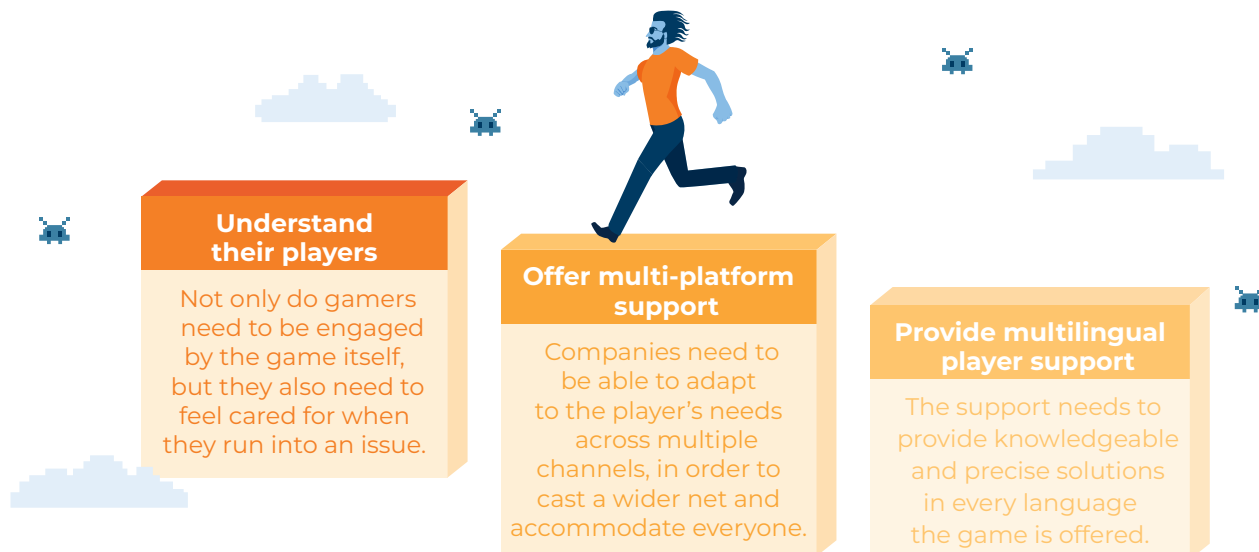 Understand
their players
Not only do gamers
need to be engaged
by the game itself,
but they also need to
feel cared for when
they run into an issue.
Offer multi-platform
support
Companies need to
be able to adapt
to the player’s needs
across multiple
channels, in order to
cast a wider net and
accommodate everyone.
Provide multilingual
player support
The support needs to
provide knowledgeable
and precise solutions
in every language
the game is offered.